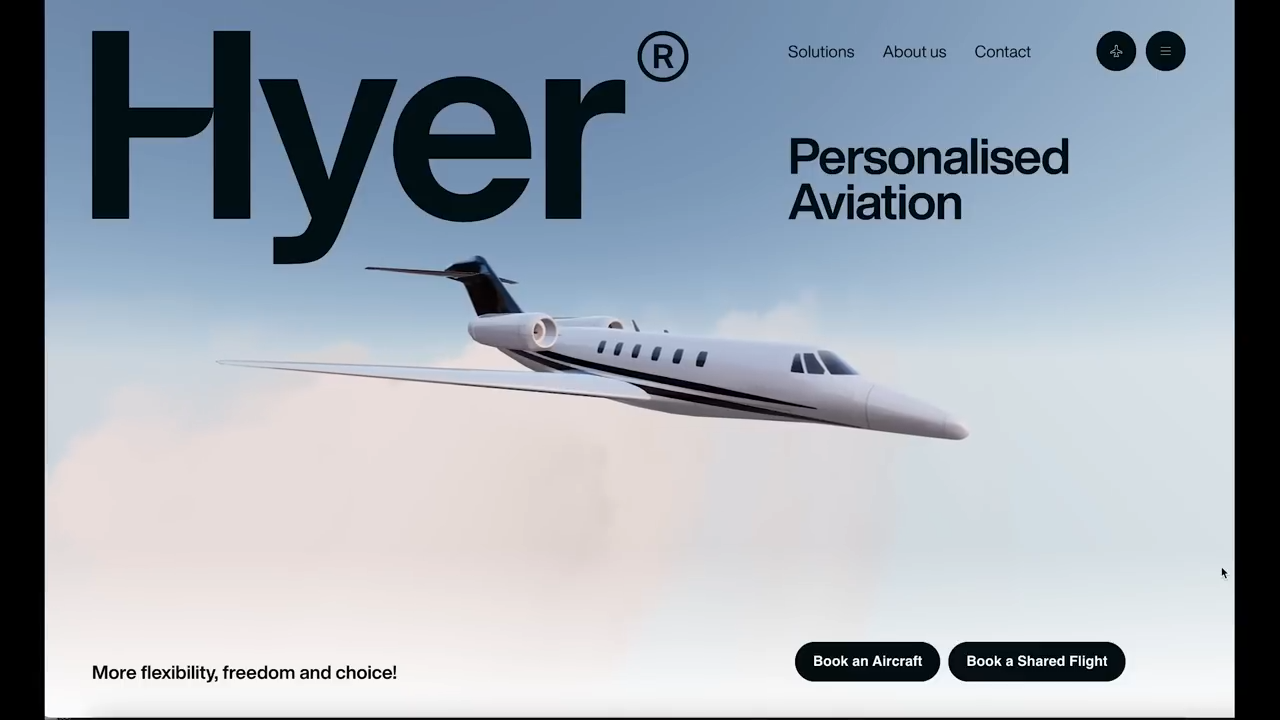 Hyer®
Solutions About us Contact
Personalised
Aviation
More flexibility, freedom and choice!
Book an Aircraft Book a Shared Flight